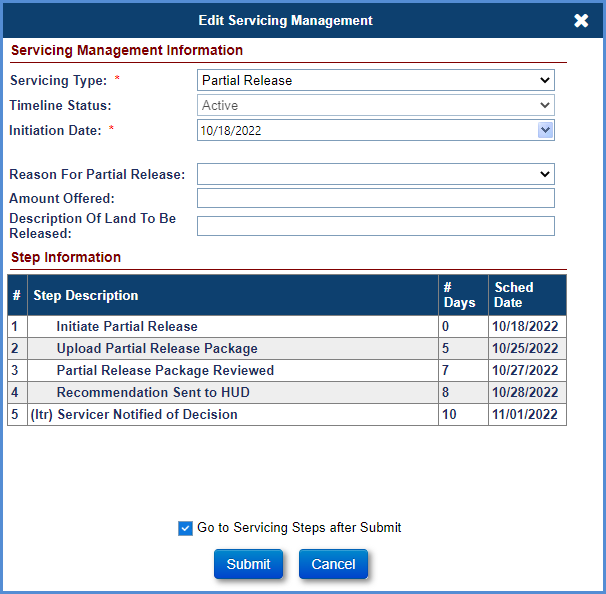 Edit Servicing Management
Servicing Management Information
Servicing Type: * Partial Release
Timeline Status: Active
Initiation Date: * 10/18/2022
Reason For Partial Release:
Amount Offered:
Description Of Land To Be
Released:
Step Information
# Step Description # Days Sched Date
1 Initiate Partial Release 0 10/18/2022
2 Upload Partial Release Package 5 10/25/2022
3 Partial Release Package Reviewed 7 10/27/2022
4 Recommendation Sent to HUD 8 10/28/2022
5 (ltr) Servicer Notified of Decision 10 11/01/2022
Go to Servicing Steps after Submit
Submit Cancel